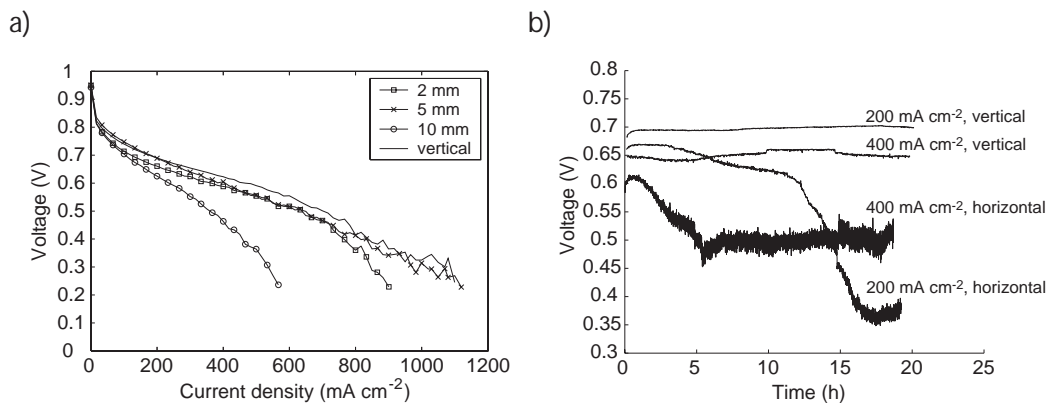 a)
1
0.9
0.8
0.7
0.6
0.5
0.4
0.3
0.2
0.1
0
Voltage (V)
0 200 400 600 800 1000 1200
Current density (mA cm-2)
2 mm
5 mm
10 mm
vertical
b)
0.8
0.75
0.7
0.65
0.6
0.55
0.5
0.45
0.4
0.35
0.3
Voltage (V)
0 5 10 15 20 25
Time (h)
200 mA cm-2, vertical
400 mA cm-2, vertical
400 mA cm-2, horizontal
200 mA cm-2, horizontal